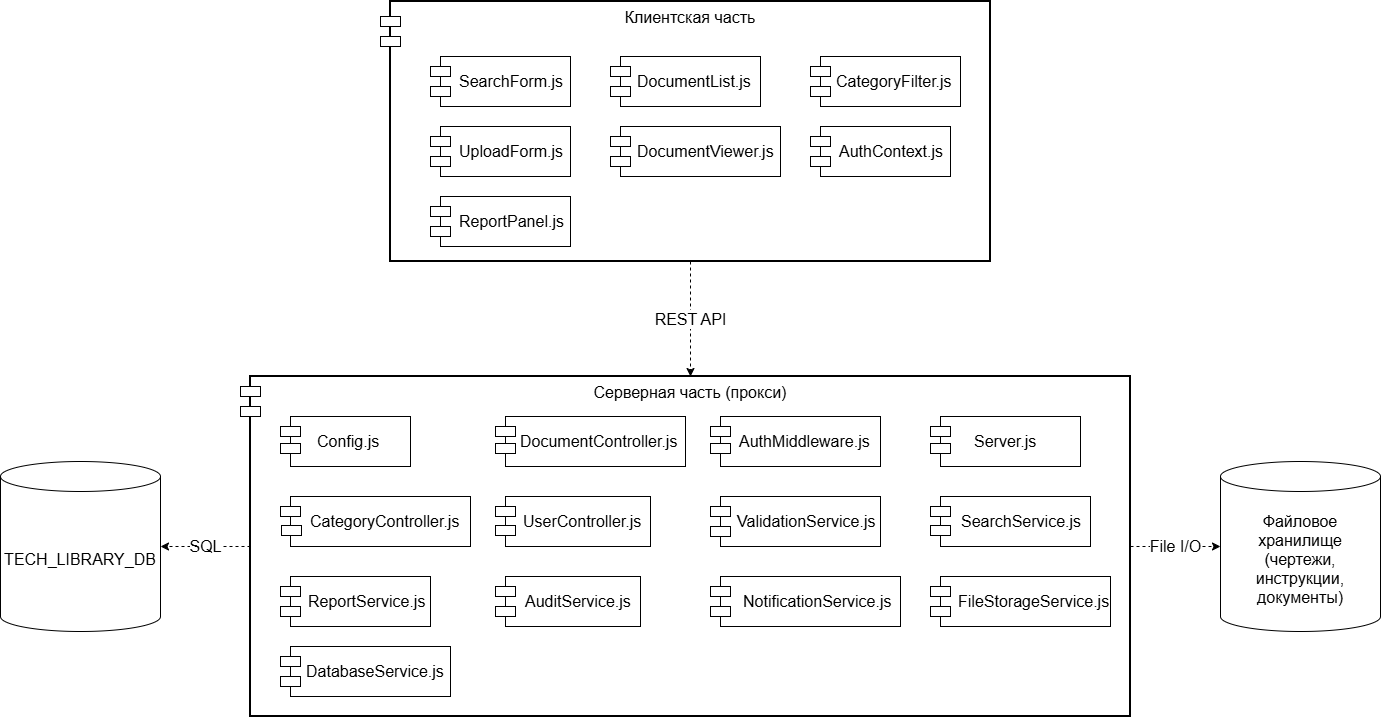 Клиентская часть
SearchForm.js
DocumentList.js
CategoryFilter.js
UploadForm.js
DocumentViewer.js
AuthContext.js
ReportPanel.js
REST API
Серверная часть (прокси)
Config.js
DocumentController.js
AuthMiddleware.js
Server.js
CategoryController.js
UserController.js
ValidationService.js
SearchService.js
ReportService.js
AuditService.js
NotificationService.js
FileStorageService.js
DatabaseService.js
SQL
TECH_LIBRARY_DB
File I/O
Файловое
хранилище
(чертежи,
инструкции,
документы)